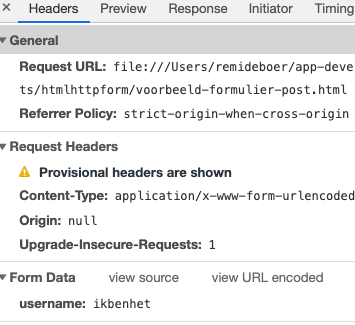 Headers Preview Response Initiator Timing
General
Request URL: file:///Users/remideboer/app-deve
ts/htmlhttpform/voorbeeld-formulier-post.html
Referrer Policy: strict-origin-when-cross-origin
Request Headers
Provisional headers are shown
Content-Type: application/x-www-form-urlencoded
Origin: null
Upgrade-Insecure-Requests: 1
Form Data view source view URL encoded
username: ikbenhet